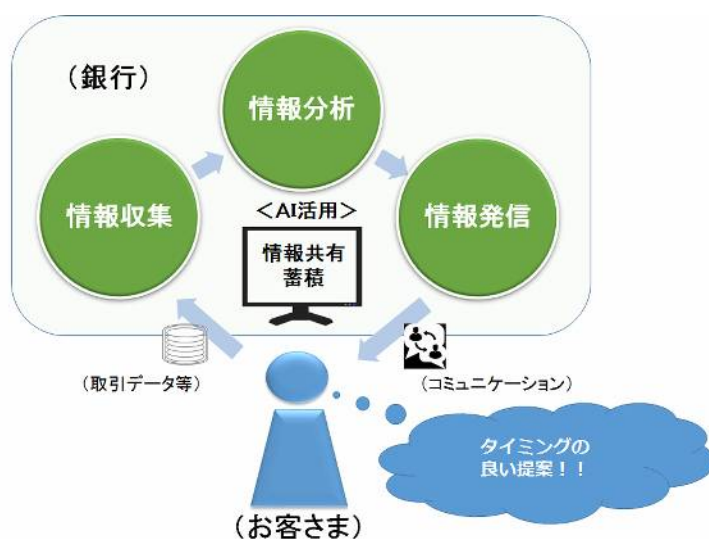 (銀行)
情報分析
情報収集
情報発信
＜AI活用＞
情報共有
蓄積
(取引データ等)
(コミュニケーション)
タイミングの
良い提案！！
(お客さま)